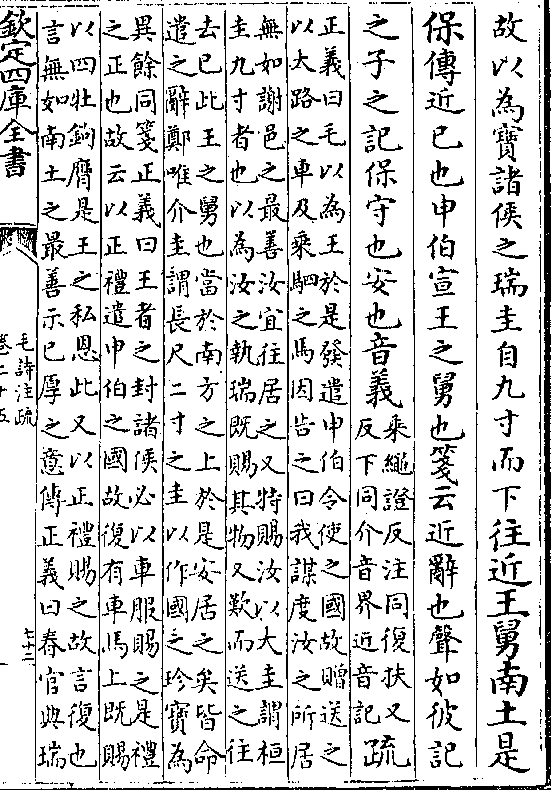 故以為寳諸侯之瑞圭自九寸而下往近王舅南土是
保傳近已也申伯宣王之舅也箋云近辭也聲如彼記
之子之記保守也安也音義乘繩證反注同復扶又
反下同介音界近音記疏
正義曰毛以為王於是發遣申伯令使之國故贈送之
以大路之車及乘駟之馬因告之曰我謀度汝之所居
無如謝邑之最善汝宜往居之又特賜汝以大圭謂桓
圭九寸者也以為汝之執瑞既賜其物又歎而送之往
去已此王之舅也當於南方之上於是安居之矣皆命
遣之辭鄭唯介圭謂長尺二寸之圭以作國之珍寳為
異餘同箋正義曰王者之封諸侯必以車服賜之是禮
之正也故云以正禮遣申伯之國故復有車馬上既賜
以四牡鉤膺是王之私恩此又以正禮賜之故言復也
言無如南土之最善示已厚之意傳正義曰春官典瑞
欽定四庫全書
毛詩注疏
卷二十五
七十二